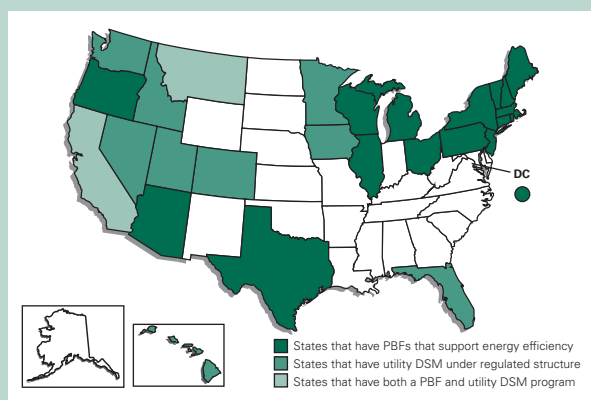 DC
States that have PBFs that support energy efficiency
States that have utility DSM under regulated structure
States that have both a PBF and utility DSM program